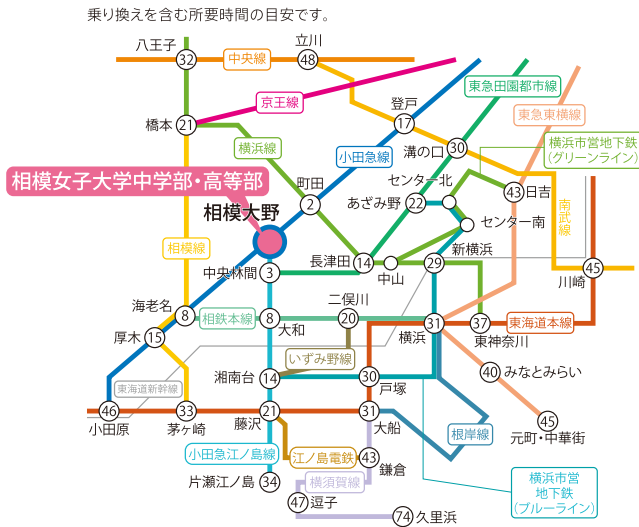 乗り換えを含む所要時間の目安です。
立川
八王子
32
中央線
48
東急田園都市線
京王線
登戸
東急東横線
橋本
21
17
横浜線
溝の口
30
横浜市営地下鉄
(グリーンライン)
小田急線
相模女子大学中学部・高等部
町田
センター北
2
あざみ野
22
43
日吉
相模大野
センター南
南武線
相模線
新横浜
長津田
14
29
中央林間
3
中山
45
川崎
海老名
二俣川
8
相鉄本線
8
20
31
37
東海道本線
大和
横浜
東神奈川
厚木
15
いずみ野線
湘南台
14
30
40
みなとみらい
東海道新幹線
戸塚
46
33
21
31
45
小田原
茅ヶ崎
藤沢
大船
元町・中華街
根岸線
小田急江ノ島線
江ノ島電鉄
43
鎌倉
片瀬江ノ島
34
横須賀線
横浜市営
地下鉄
(ブルーライン)
47
逗子
74
久里浜